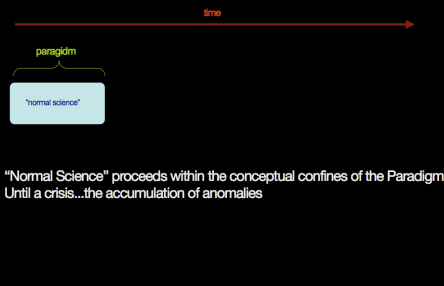 time
paragidm
"normal science"
“Normal Science” proceeds within the conceptual confines of the Paradigm
Until a crisis...the accumulation of anomalies